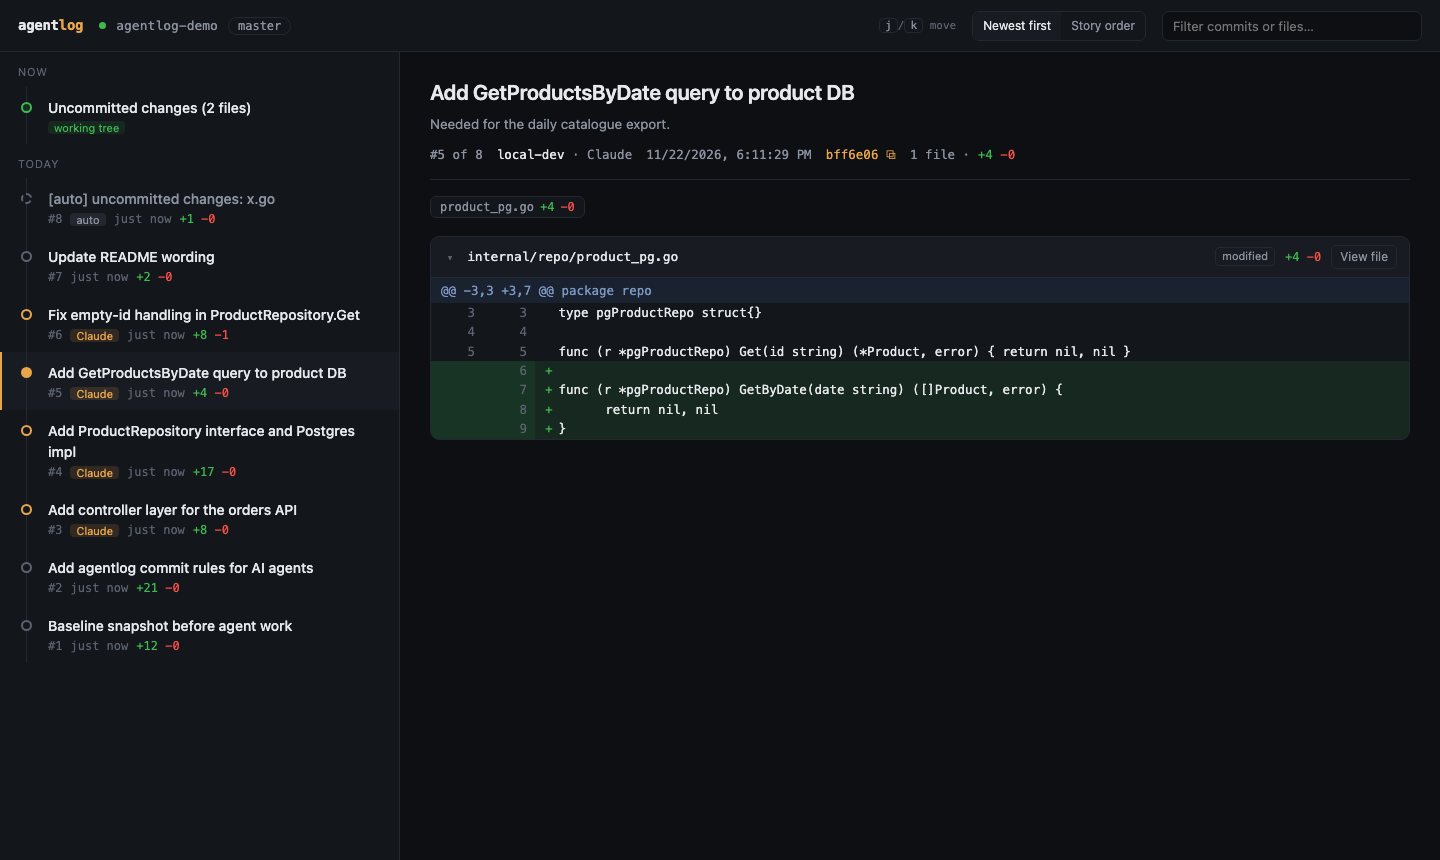 agentlog agentlog-demo master j/k move Newest first Story order Filter commits or files…
NOW
Uncommitted changes (2 files)
working tree
TODAY
[auto] uncommitted changes: x.go
#8 auto just now +1 −0
Update README wording
#7 just now +2 −0
Fix empty-id handling in ProductRepository.Get
#6 Claude just now +8 −1
Add GetProductsByDate query to product DB
#5 Claude just now +4 −0
Add ProductRepository interface and Postgres
impl
#4 Claude just now +17 −0
Add controller layer for the orders API
#3 Claude just now +8 −0
Add agentlog commit rules for AI agents
#2 just now +21 −0
Baseline snapshot before agent work
#1 just now +12 −0
Add GetProductsByDate query to product DB
Needed for the daily catalogue export.
#5 of 8 local-dev · Claude 11/22/2026, 6:11:29 PM bff6e06 1 file · +4 −0
product_pg.go +4 −0
internal/repo/product_pg.go modified +4 −0 View file
@@ -3,3 +3,7 @@ package repo
3 3 type pgProductRepo struct{}
4 4
5 5 func (r *pgProductRepo) Get(id string) (*Product, error) { return nil, nil }
6 +
7 + func (r *pgProductRepo) GetByDate(date string) ([]Product, error) {
8 + return nil, nil
9 + }